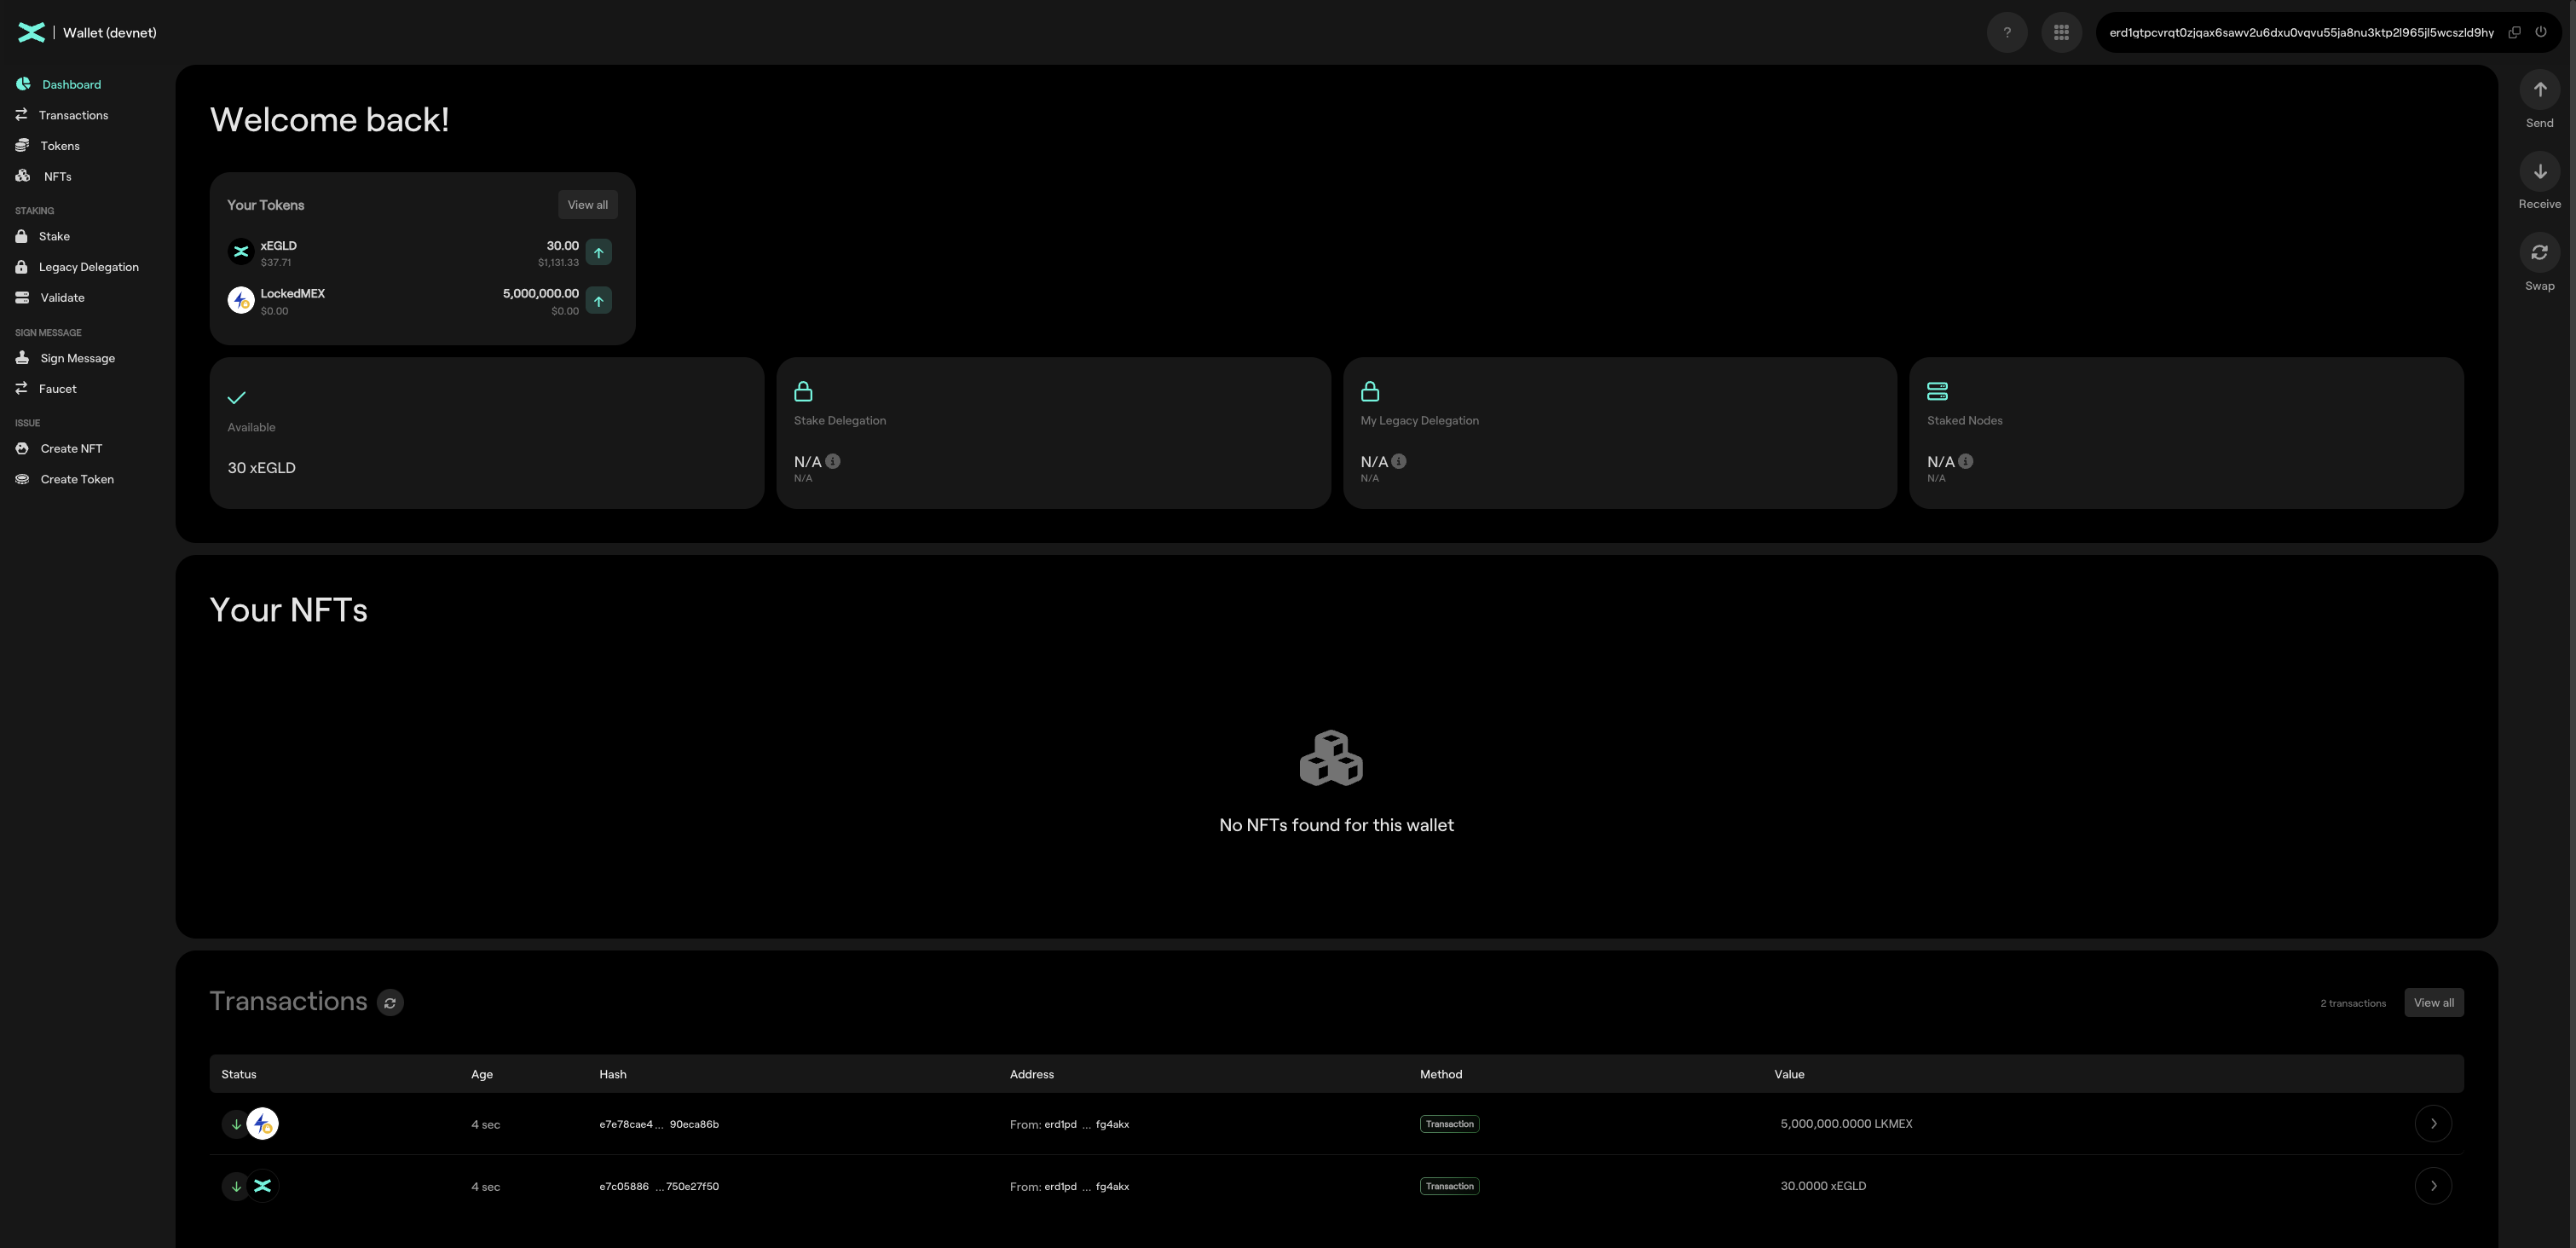 Wallet (devnet)
?
erd1qtpcvrqt0zjqax6sawv2u6dxu0vqvu55ja8nu3ktp2l965jl5wcszld9hy
Dashboard
Transactions
Tokens
NFTs
STAKING
Stake
Legacy Delegation
Validate
SIGN MESSAGE
Sign Message
Faucet
ISSUE
Create NFT
Create Token
Welcome back!
Your Tokens
View all
xEGLD 30.00
$37.71 $1,131.33
LockedMEX 5,000,000.00
$0.00 $0.00
Available
30 xEGLD
Stake Delegation
N/A
N/A
My Legacy Delegation
N/A
N/A
Staked Nodes
N/A
N/A
Send
Receive
Swap
Your NFTs
No NFTs found for this wallet
Transactions
2 transactions
View all
Status Age Hash Address Method Value
4 sec e7e78cae4... 90eca86b From: erd1pd ... fg4akx Transaction 5,000,000.0000 LKMEX
4 sec e7c05886 ...750e27f50 From: erd1pd ... fg4akx Transaction 30.0000 xEGLD